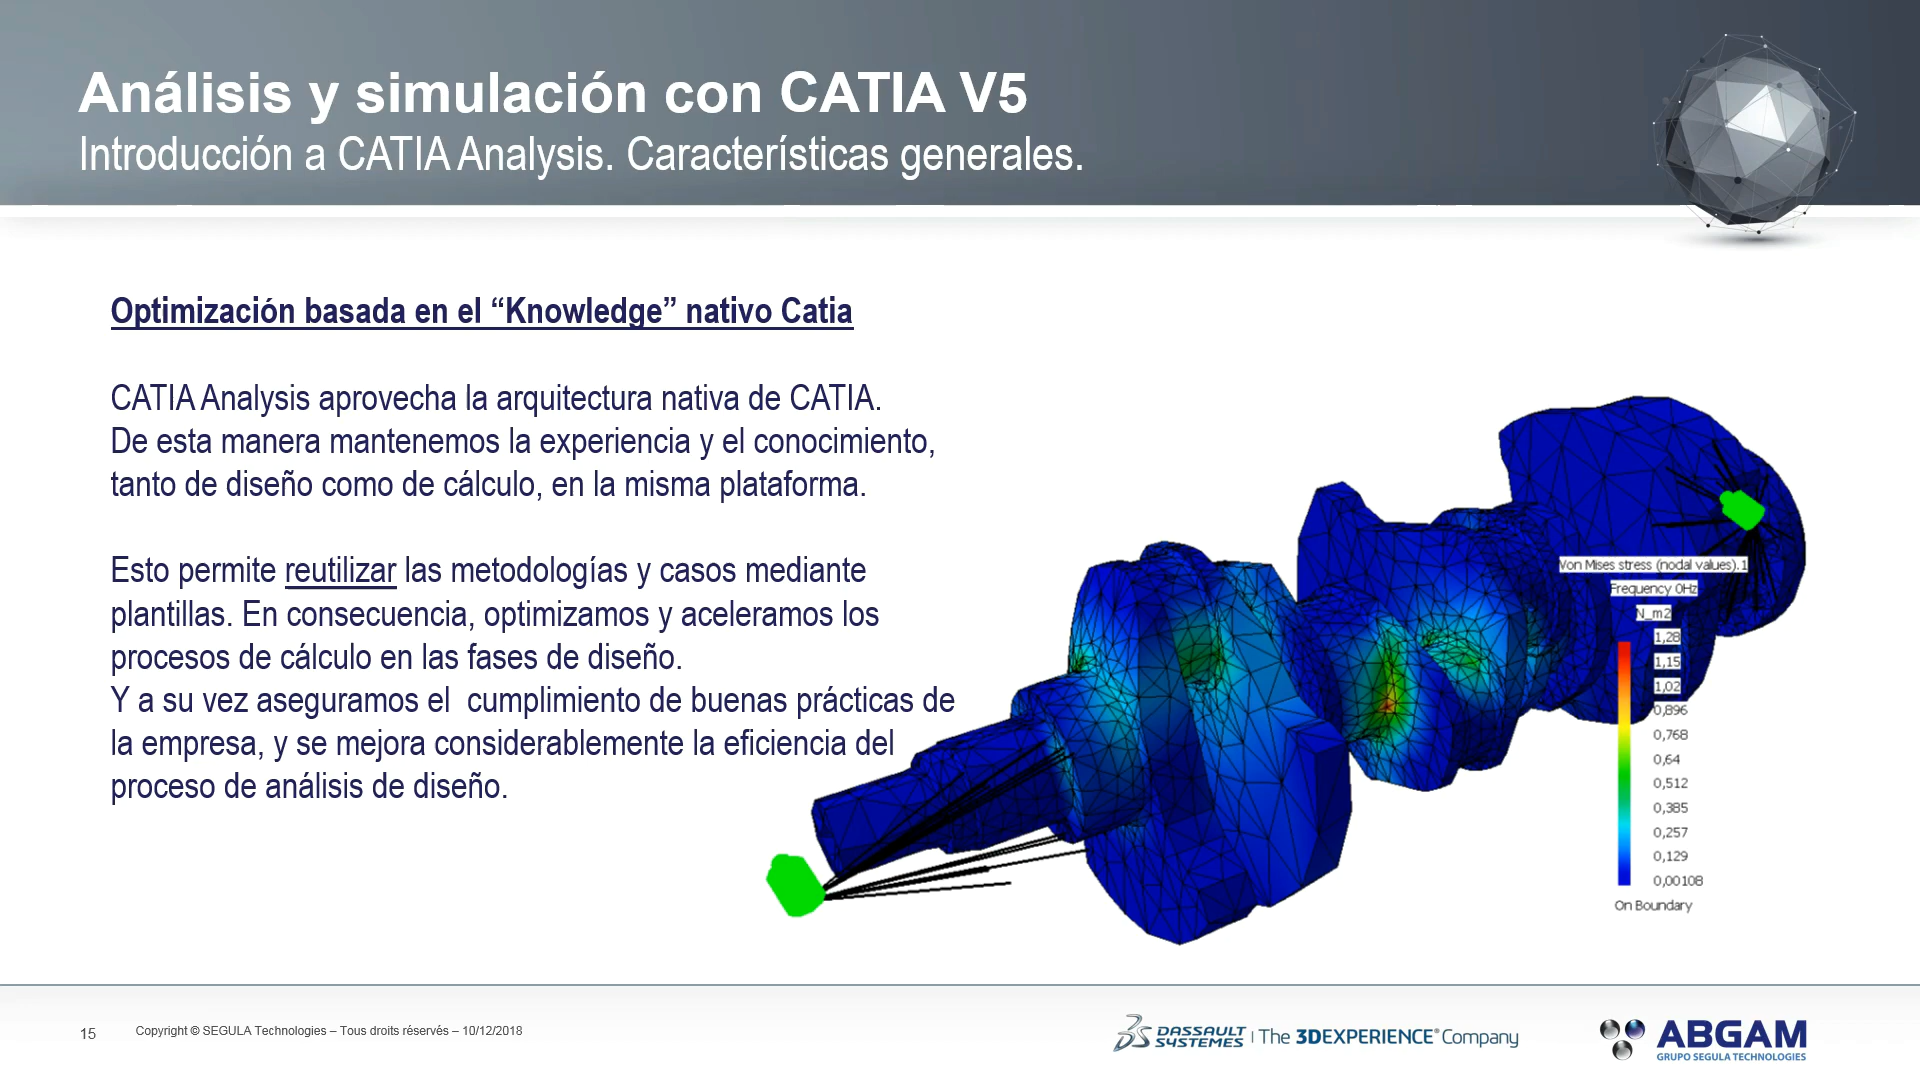 Análisis y simulación con CATIA V5
Introducción a CATIA Analysis. Características generales.
Optimización basada en el “Knowledge” nativo Catia
CATIA Analysis aprovecha la arquitectura nativa de CATIA.
De esta manera mantenemos la experiencia y el conocimiento,
tanto de diseño como de cálculo, en la misma plataforma.
Esto permite reutilizar las metodologías y casos mediante
plantillas. En consecuencia, optimizamos y aceleramos los
procesos de cálculo en las fases de diseño.
Y a su vez aseguramos el  cumplimiento de buenas prácticas de
la empresa, y se mejora considerablemente la eficiencia del
proceso de análisis de diseño.
Von Mises stress (nodal values).1
Frequency 0Hz
N_m2
1,28
1,15
1,02
0,896
0,768
0,64
0,512
0,385
0,257
0,129
0,00108
On Boundary
15
Copyright © SEGULA Technologies – Tous droits réservés – 10/12/2018
DASSAULT SYSTEMES | The 3DEXPERIENCE® Company
ABGAM
GRUPO SEGULA TECHNOLOGIES